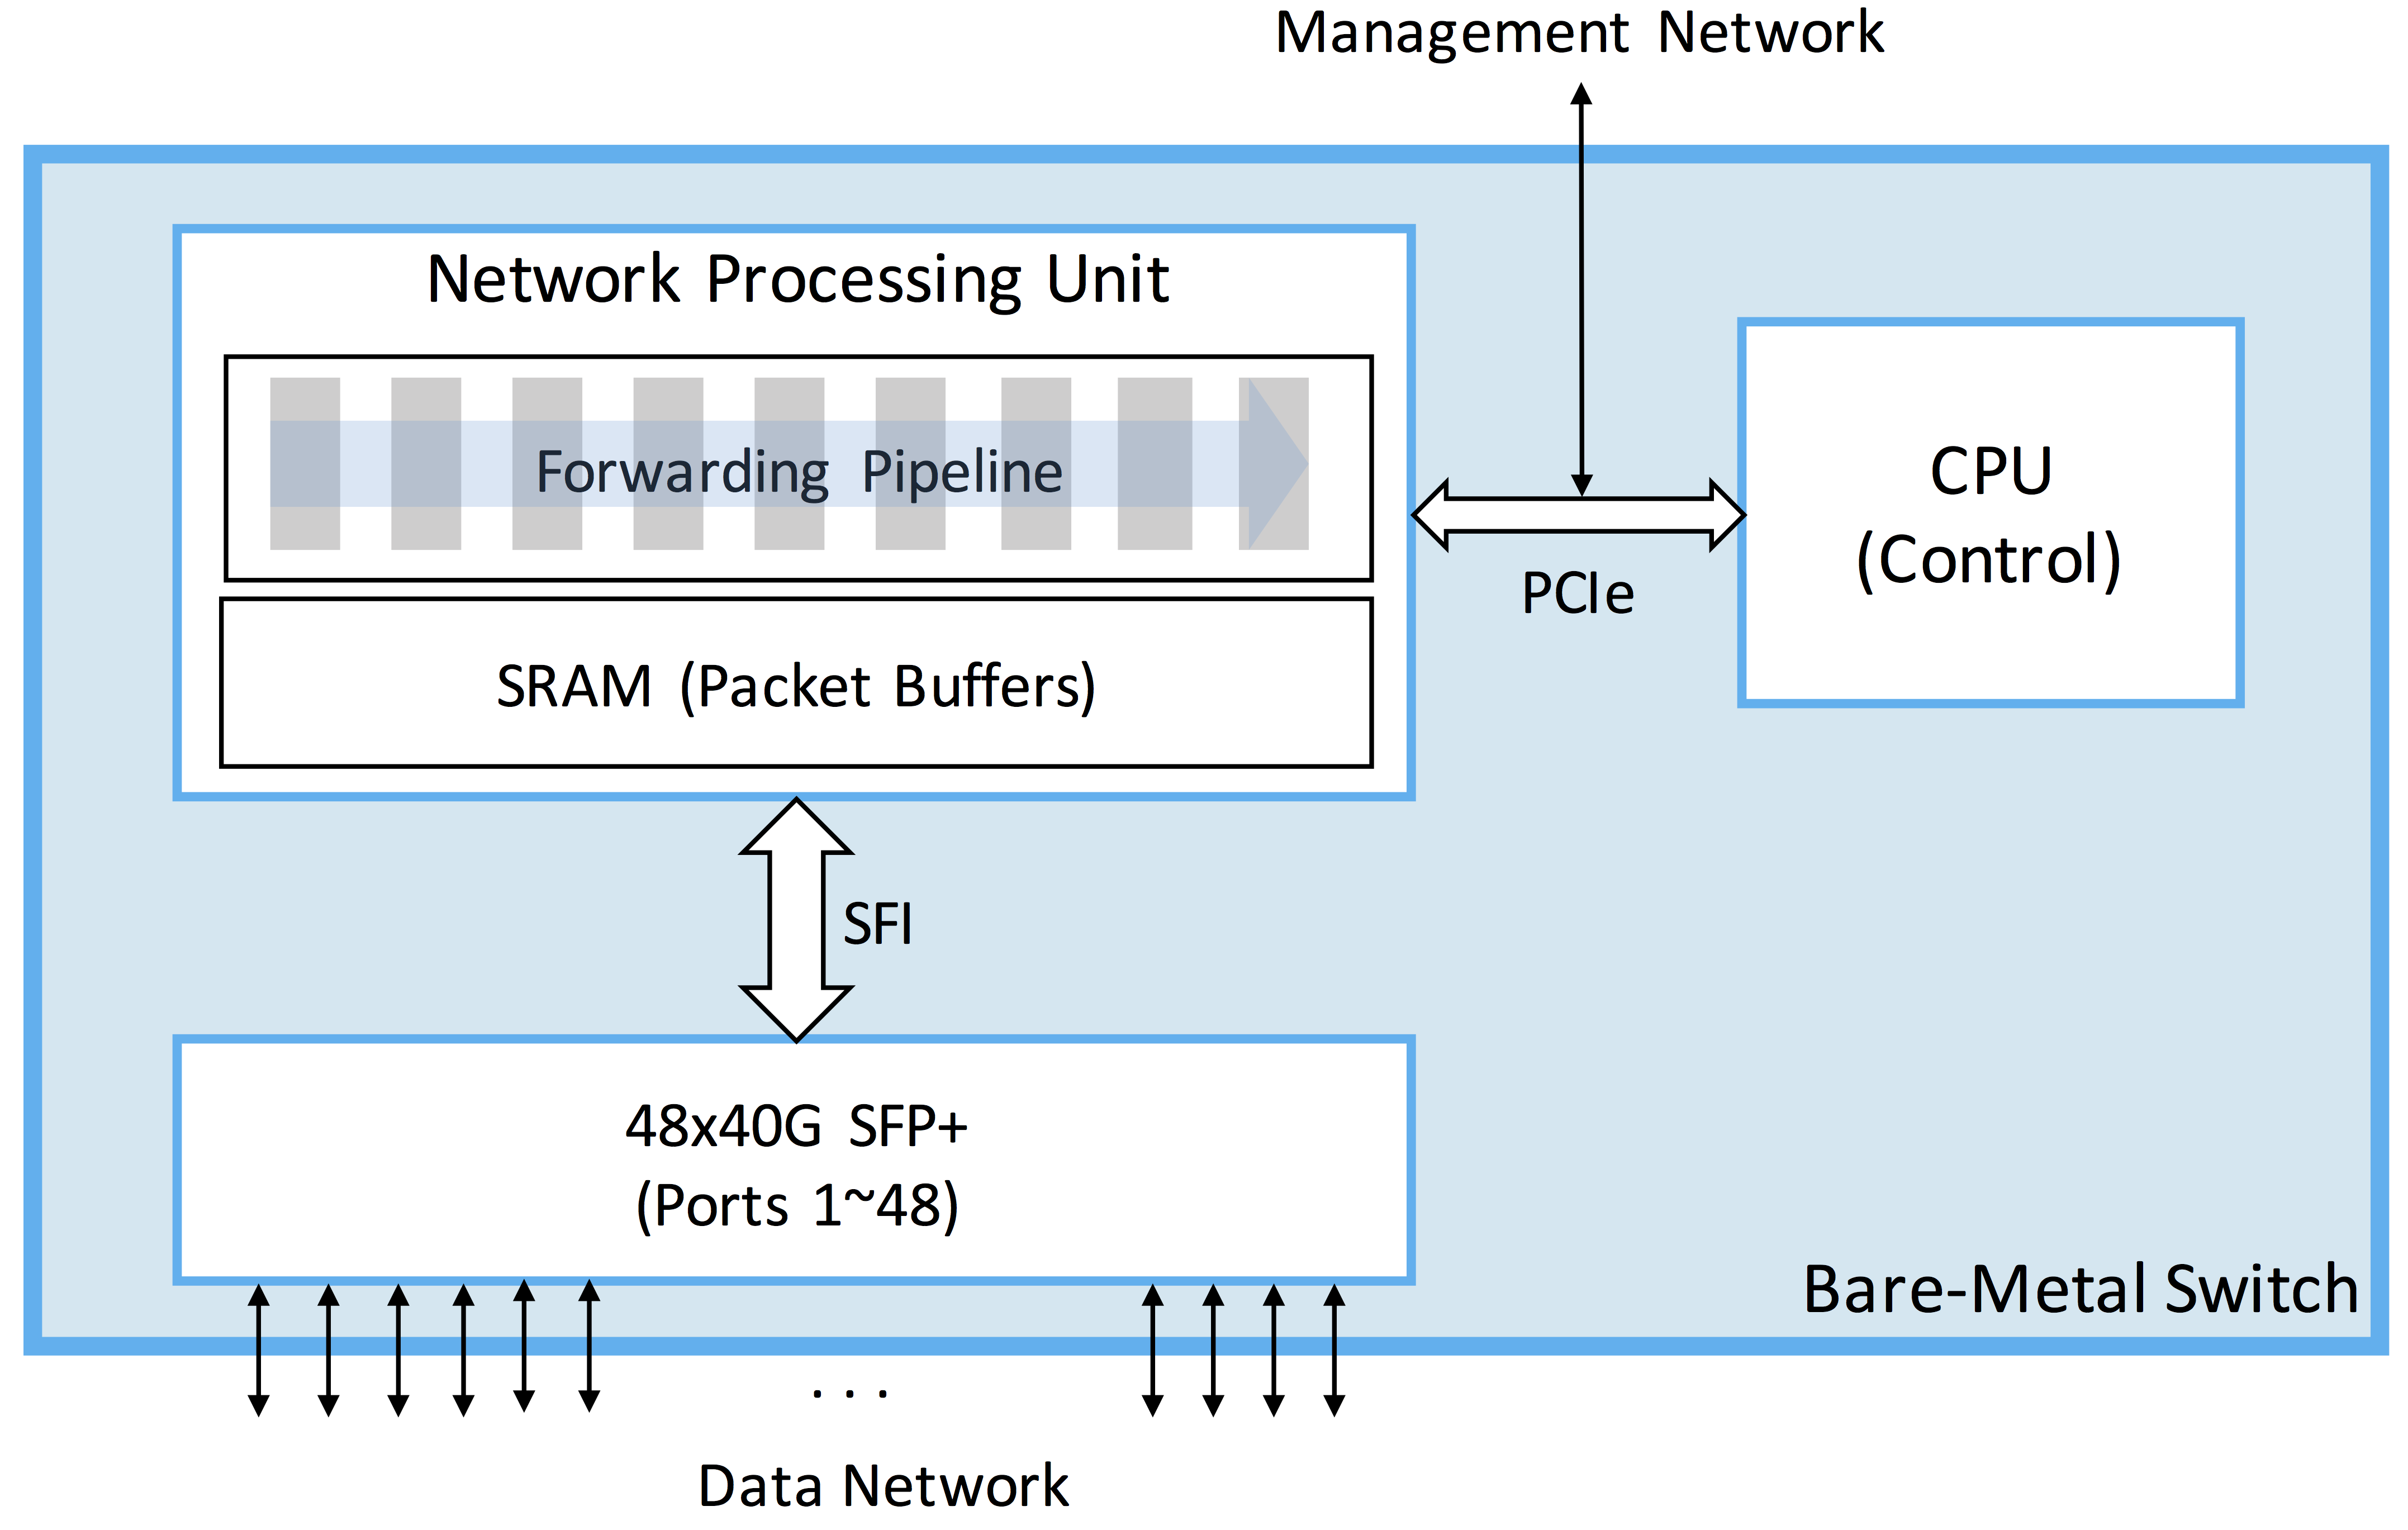 Management Network
Network Processing Unit
Forwarding Pipeline
SRAM (Packet Buffers)
PCIe
CPU
(Control)
SFI
48x40G SFP+
(Ports 1~48)
Bare-Metal Switch
. . .
Data Network